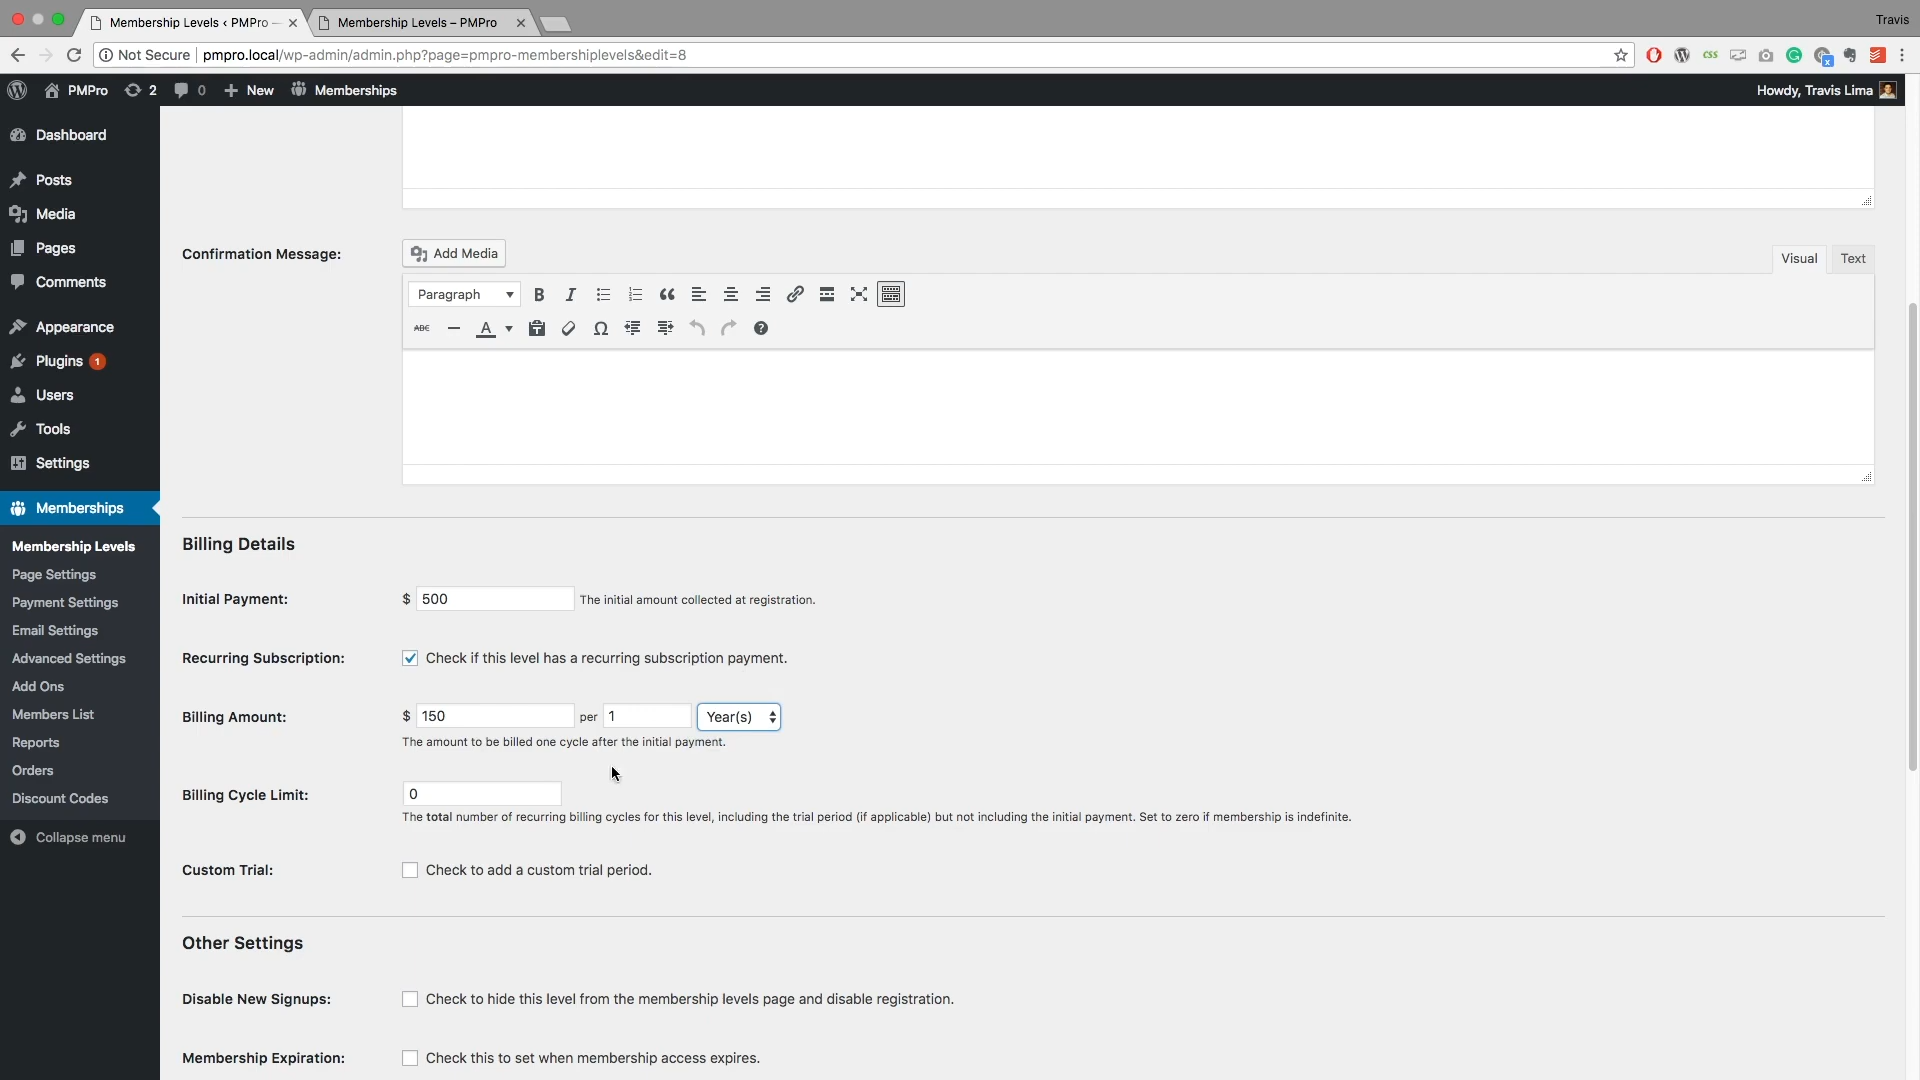 Membership Levels ‹ PMPro —
Membership Levels – PMPro
Travis
Not Secure
pmpro.local/wp-admin/admin.php?page=pmpro-membershiplevels&edit=8
css
PMPro
2
0
New
Memberships
Howdy, Travis Lima
Dashboard
Posts
Media
Pages
Comments
Appearance
Plugins 1
Users
Tools
Settings
Memberships
Membership Levels
Page Settings
Payment Settings
Email Settings
Advanced Settings
Add Ons
Members List
Reports
Orders
Discount Codes
Collapse menu
Confirmation Message:
Add Media
Visual
Text
Paragraph
B I
ABC A Ω
Billing Details
Initial Payment:
$ 500 The initial amount collected at registration.
Recurring Subscription:
Check if this level has a recurring subscription payment.
Billing Amount:
$ 150 per 1 Year(s)
The amount to be billed one cycle after the initial payment.
Billing Cycle Limit:
0
The total number of recurring billing cycles for this level, including the trial period (if applicable) but not including the initial payment. Set to zero if membership is indefinite.
Custom Trial:
Check to add a custom trial period.
Other Settings
Disable New Signups:
Check to hide this level from the membership levels page and disable registration.
Membership Expiration:
Check this to set when membership access expires.